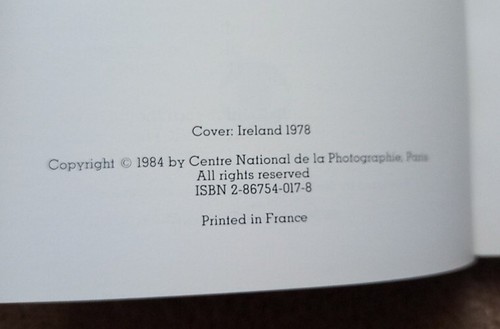 Cover: Ireland 1978
Copyright © 1984 by Centre National de la Photographie, Paris
All rights reserved
ISBN 2-86754-017-8
Printed in France